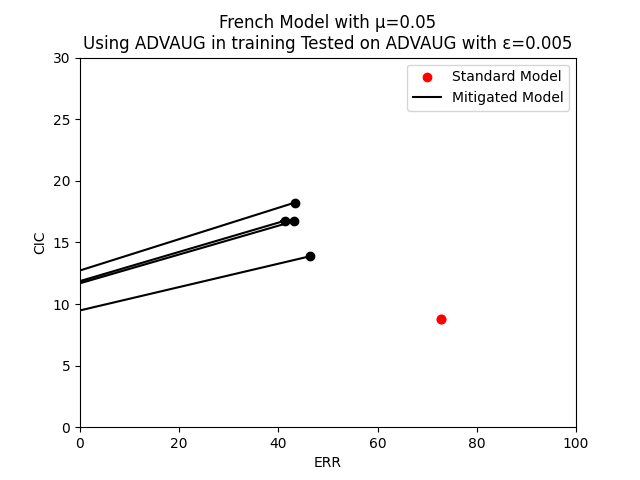 French Model with μ=0.05
Using ADVAUG in training Tested on ADVAUG with ε=0.005
30
25
20
15
10
5
0
CIC
Standard Model
Mitigated Model
0 20 40 60 80 100
ERR